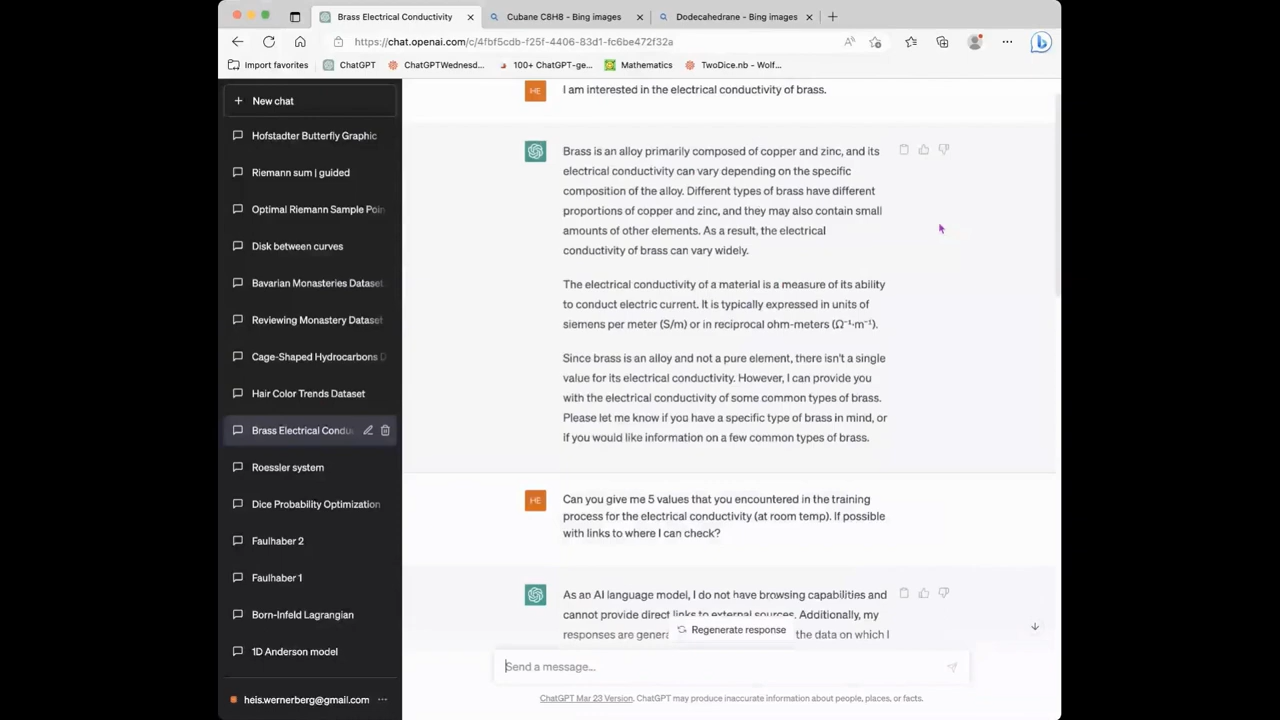 Brass Electrical Conductivity
Cubane C8H8 - Bing images
Dodecahedrane - Bing images
https://chat.openai.com/c/4fbf5cdb-f25f-4406-83d1-fc6be472f32a
Import favorites
ChatGPT
ChatGPTWednesd...
100+ ChatGPT-ge...
Mathematics
TwoDice.nb - Wolf...
New chat
Hofstadter Butterfly Graphic
Riemann sum | guided
Optimal Riemann Sample Poin
Disk between curves
Bavarian Monasteries Dataset
Reviewing Monastery Dataset
Cage-Shaped Hydrocarbons D
Hair Color Trends Dataset
Brass Electrical Condu
Roessler system
Dice Probability Optimization
Faulhaber 2
Faulhaber 1
Born-Infeld Lagrangian
1D Anderson model
heis.wernerberg@gmail.com
HE
I am interested in the electrical conductivity of brass.
Brass is an alloy primarily composed of copper and zinc, and its
electrical conductivity can vary depending on the specific
composition of the alloy. Different types of brass have different
proportions of copper and zinc, and they may also contain small
amounts of other elements. As a result, the electrical
conductivity of brass can vary widely.
The electrical conductivity of a material is a measure of its ability
to conduct electric current. It is typically expressed in units of
siemens per meter (S/m) or in reciprocal ohm-meters (Ω⁻¹·m⁻¹).
Since brass is an alloy and not a pure element, there isn't a single
value for its electrical conductivity. However, I can provide you
with the electrical conductivity of some common types of brass.
Please let me know if you have a specific type of brass in mind, or
if you would like information on a few common types of brass.
HE
Can you give me 5 values that you encountered in the training
process for the electrical conductivity (at room temp). If possible
with links to where I can check?
As an AI language model, I do not have browsing capabilities and
cannot provide direct links to external sources. Additionally, my
responses are genera
the data on which I
Regenerate response
Send a message...
ChatGPT Mar 23 Version. ChatGPT may produce inaccurate information about people, places, or facts.